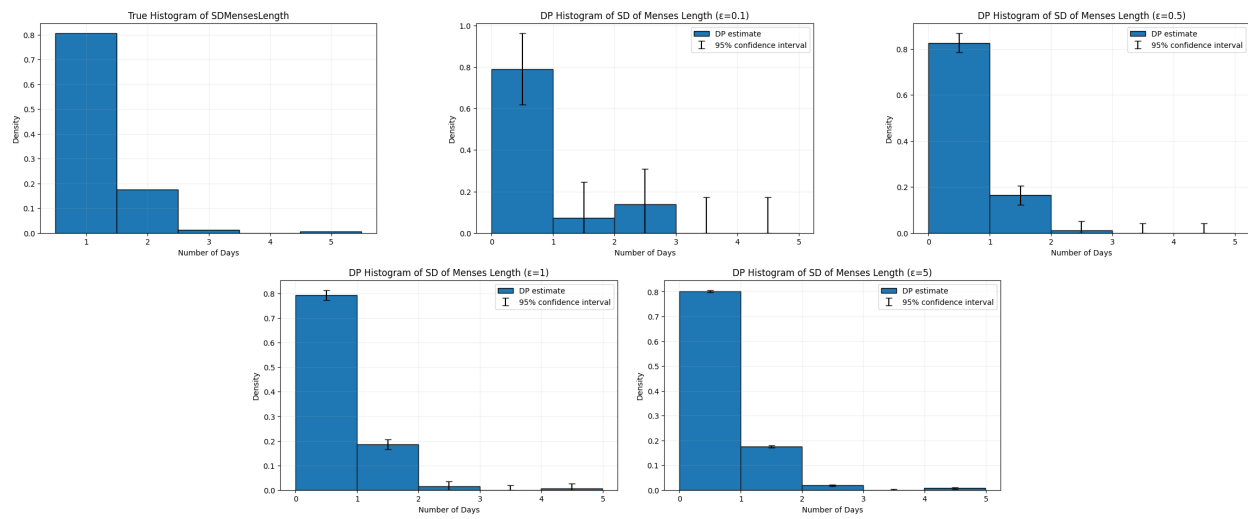 True Histogram of SDMensesLength
0.8
0.7
0.6
0.5
0.4
0.3
0.2
0.1
0.0
Density
1 2 3 4 5
Number of Days
DP Histogram of SD of Menses Length (ε=0.1)
DP estimate
95% confidence interval
1.0
0.8
0.6
0.4
0.2
0.0
Density
0 1 2 3 4 5
Number of Days
DP Histogram of SD of Menses Length (ε=0.5)
DP estimate
95% confidence interval
0.8
0.6
0.4
0.2
0.0
Density
0 1 2 3 4 5
Number of Days
DP Histogram of SD of Menses Length (ε=1)
DP estimate
95% confidence interval
0.8
0.7
0.6
0.5
0.4
0.3
0.2
0.1
0.0
Density
0 1 2 3 4 5
Number of Days
DP Histogram of SD of Menses Length (ε=5)
DP estimate
95% confidence interval
0.8
0.7
0.6
0.5
0.4
0.3
0.2
0.1
0.0
Density
0 1 2 3 4 5
Number of Days